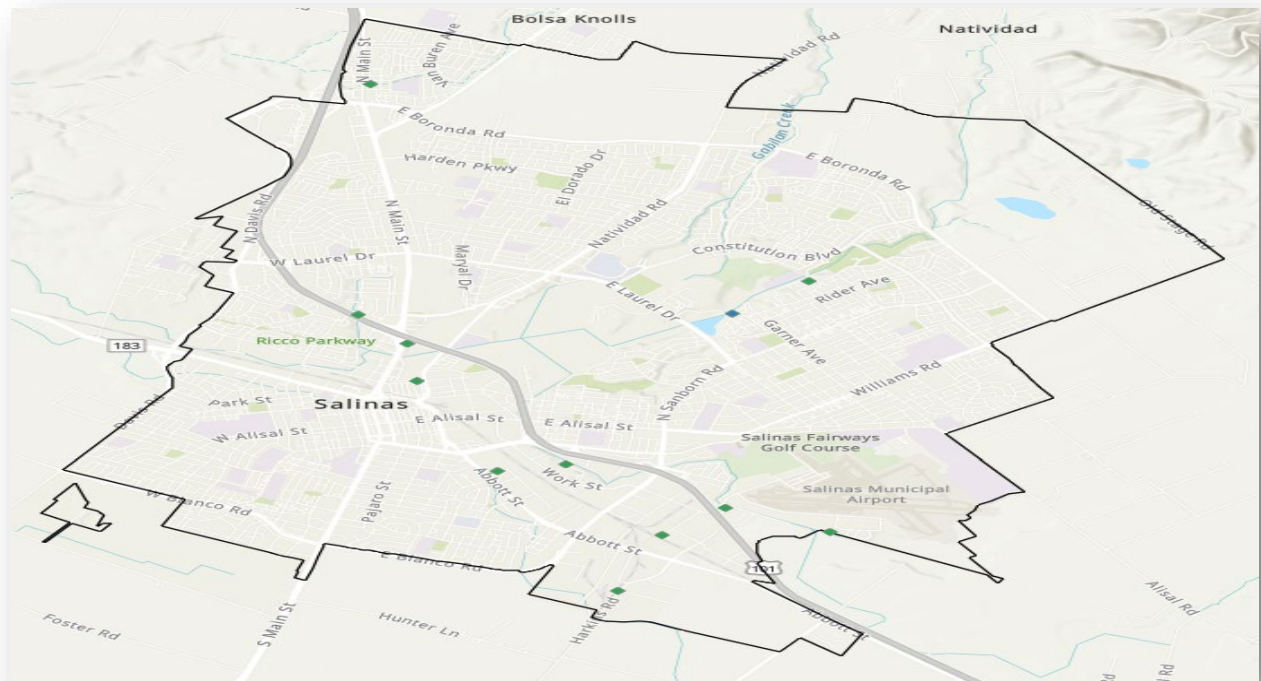 Bolsa Knolls
Natividad
N Main St
Van Buren Ave
Natividad Rd
Gabilan Creek
E Boronda Rd
E Boronda Rd
Harden Pkwy
El Dorado Dr
Old Stage Rd
N Davis Rd
N Main St
Natividad Rd
Constitution Blvd
W Laurel Dr
Maryal Dr
E Laurel Dr
Rider Ave
Garner Ave
183
Ricco Parkway
N Sanborn Rd
Williams Rd
Park St
Salinas
Davis Rd
W Alisal St
E Alisal St
E Alisal St
Salinas Fairways
Golf Course
Abbott St
Work St
Salinas Municipal
Airport
W Blanco Rd
Pajaro St
Abbott St
E Blanco Rd
101
Alisal Rd
Foster Rd
S Main St
Hunter Ln
Harkins Rd
Abbott St